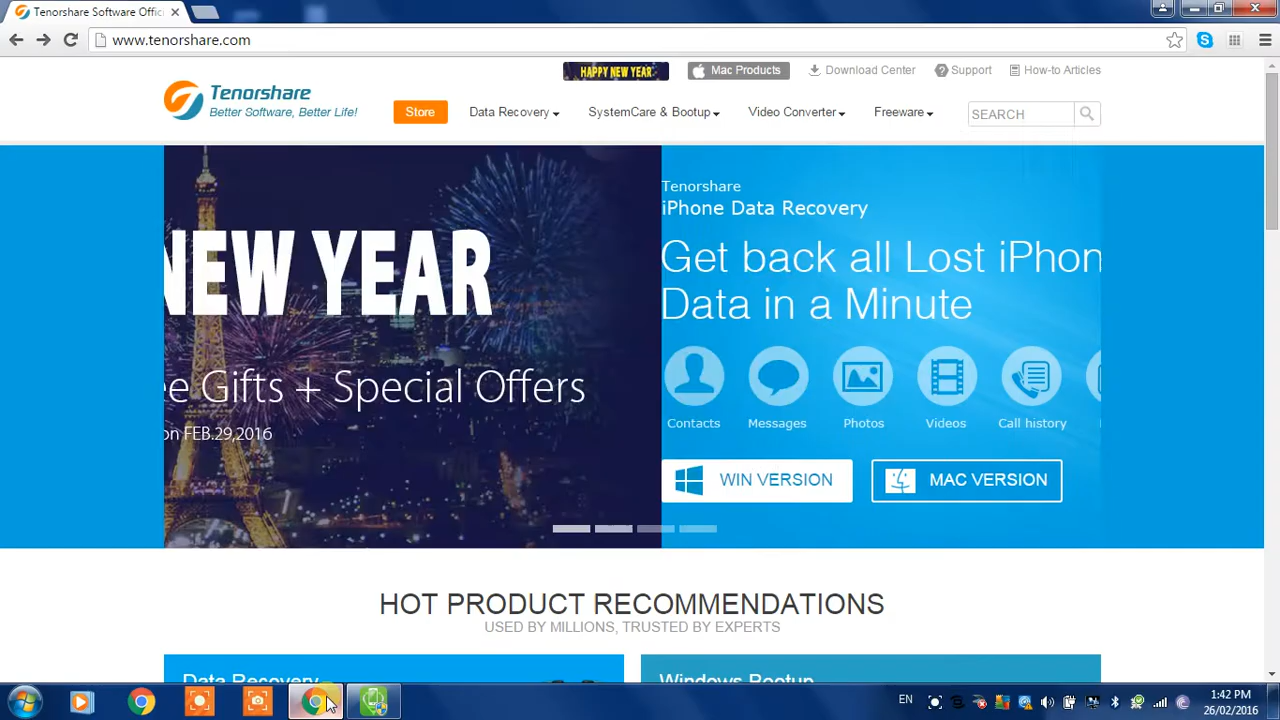 Tenorshare Software Offic
www.tenorshare.com
HAPPY NEW YEAR
Mac Products
Download Center
Support
How-to Articles
Tenorshare
Better Software, Better Life!
Store
Data Recovery
SystemCare & Bootup
Video Converter
Freeware
SEARCH
NEW YEAR
e Gifts + Special Offers
on FEB.29,2016
Tenorshare
iPhone Data Recovery
Get back all Lost iPhon
Data in a Minute
Contacts
Messages
Photos
Videos
Call history
WIN VERSION
MAC VERSION
HOT PRODUCT RECOMMENDATIONS
USED BY MILLIONS, TRUSTED BY EXPERTS
Data Recovery
Windows Bootup
EN
1:42 PM
26/02/2016